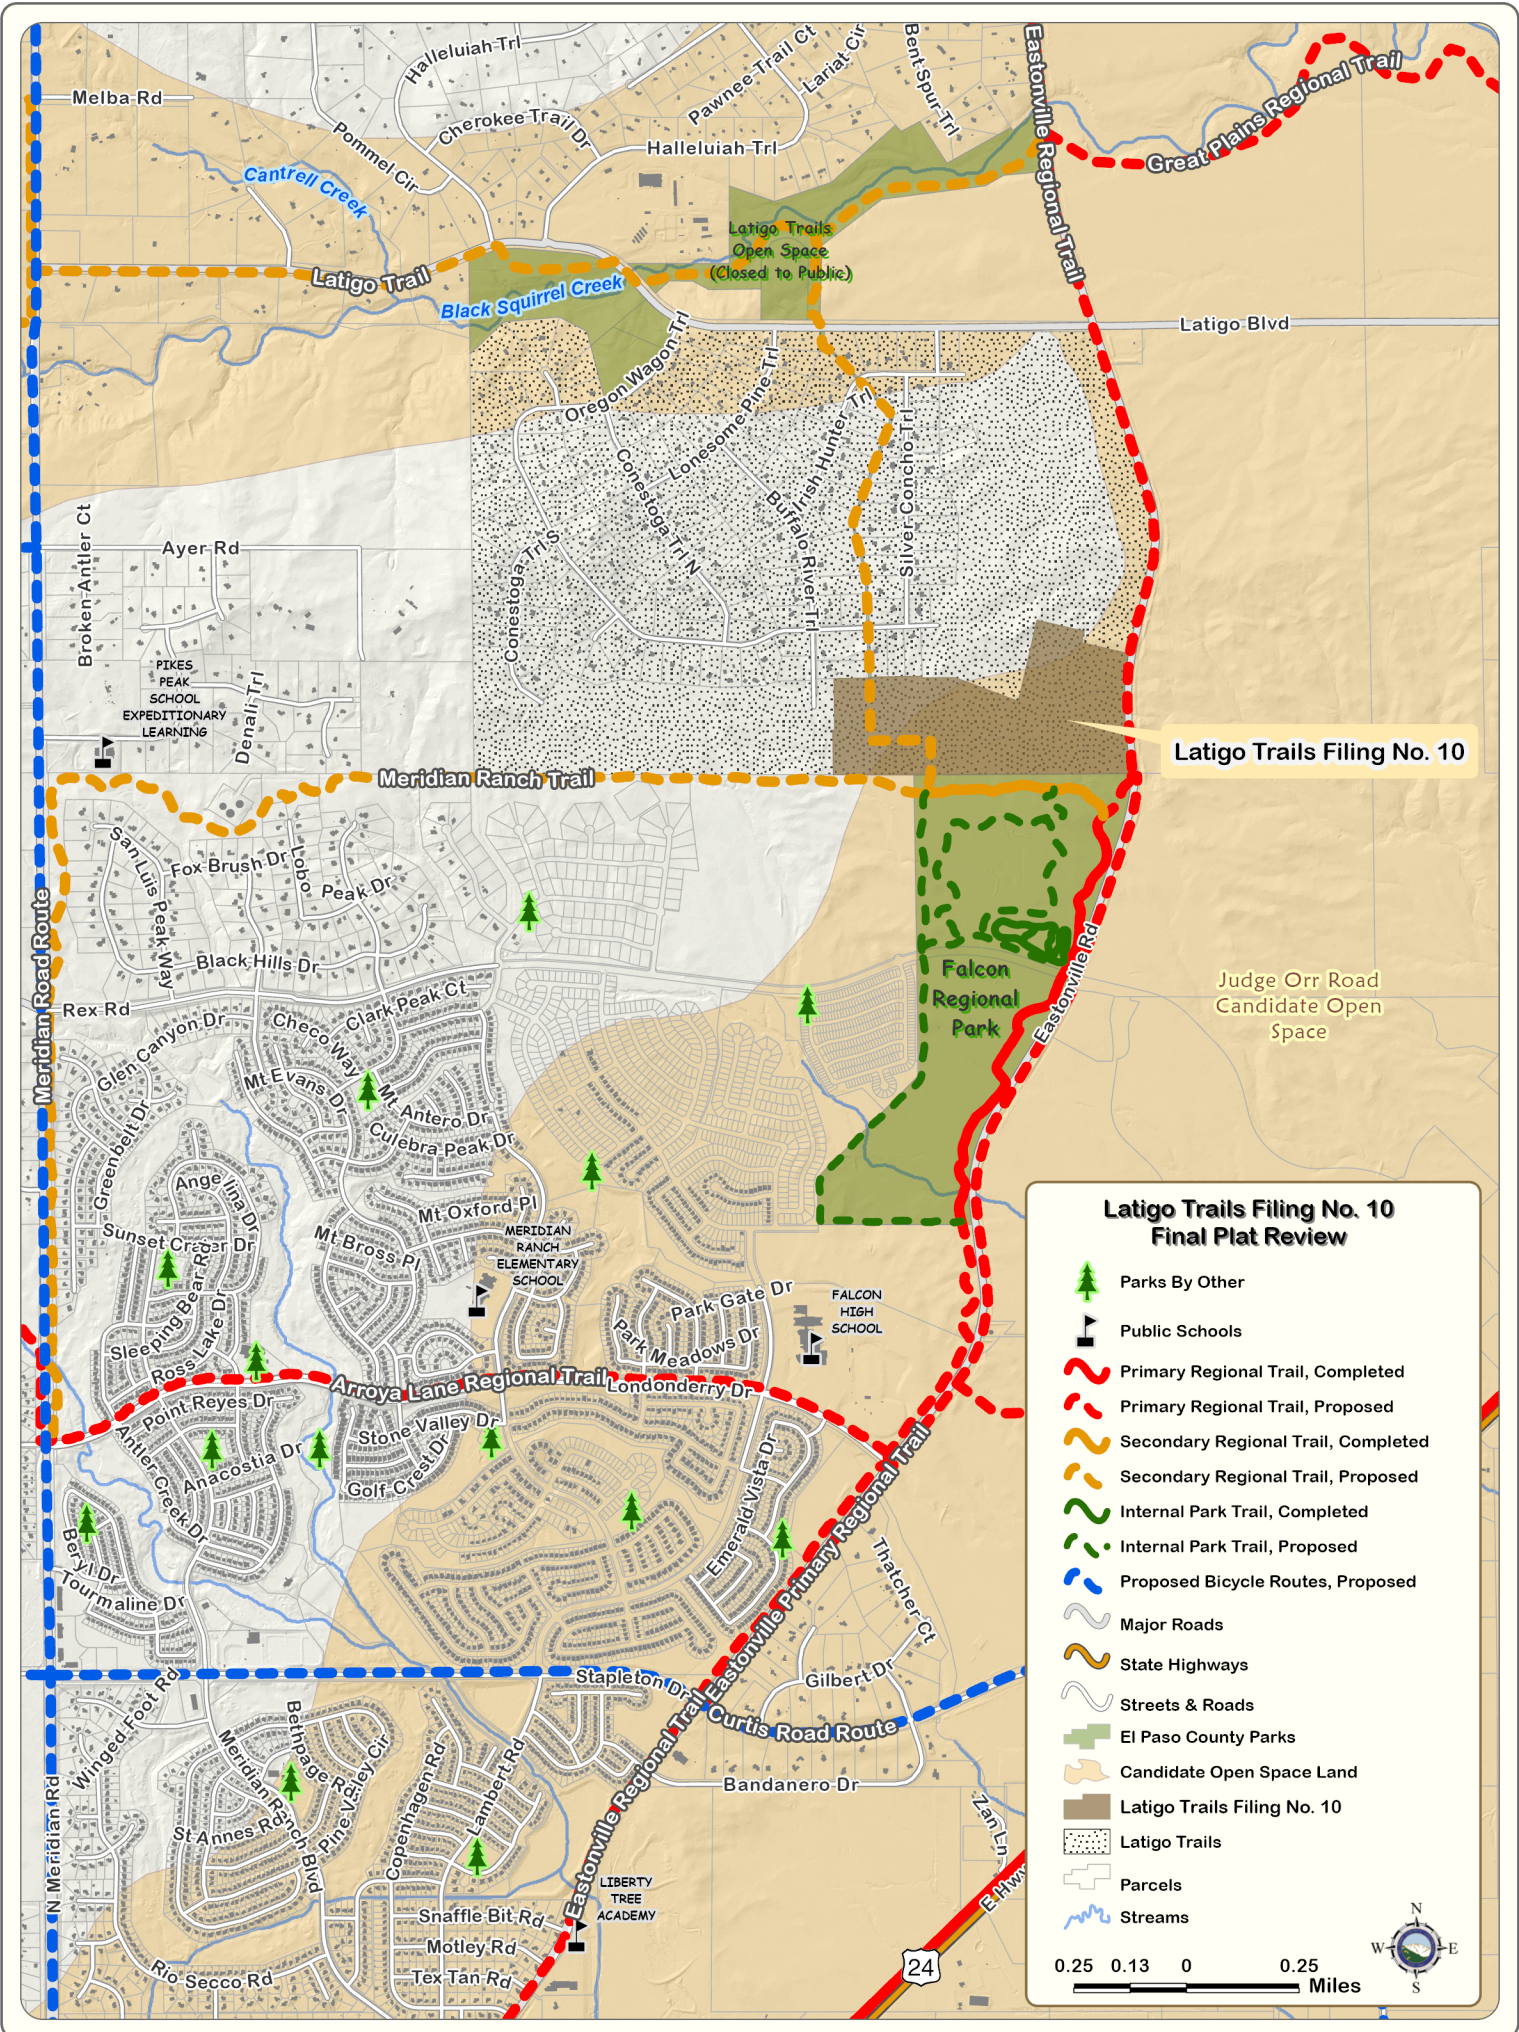 Halleluiah Trl
Pawnee Trail Ct
Lariat Cir
Bent Spur Trl
Melba Rd
Pommel Cir
Cherokee Trail Dr
Halleluiah Trl
Eastonville Regional Trail
Great Plains Regional Trail
Cantrell Creek
Latigo Trails
Open Space
(Closed to Public)
Latigo Trail
Black Squirrel Creek
Latigo Blvd
Oregon Wagon Trl
Lonesome Pine Trl
Irish Hunter Trl
Silver Concho Trl
Conestoga Trl N
Buffalo River Trl
Conestoga Trl S
Broken Antler Ct
Ayer Rd
PIKES
PEAK
SCHOOL
EXPEDITIONARY
LEARNING
Denali Trl
Latigo Trails Filing No. 10
Meridian Ranch Trail
San Luis Peak Way
Fox Brush Dr
Lobo Peak Dr
Meridian Road Route
Black Hills Dr
Rex Rd
Clark Peak Ct
Checo Way
Glen Canyon Dr
Mt Evans Dr
Mt Antero Dr
Culebra Peak Dr
Greenbelt Dr
Falcon
Regional
Park
Eastonville Rd
Judge Orr Road
Candidate Open
Space
Angelina Dr
Mt Oxford Pl
Sunset Crater Dr
Mt Bross Pl
MERIDIAN
RANCH
ELEMENTARY
SCHOOL
Sleeping Bear Rd
Ross Lake Dr
Park Gate Dr
Park Meadows Dr
FALCON
HIGH
SCHOOL
Arroya Lane Regional Trail
Londonderry Dr
Point Reyes Dr
Stone Valley Dr
Antler Creek Dr
Anacostia Dr
Golf Crest Dr
Emerald Vista Dr
Beryl Dr
Tourmaline Dr
Eastonville Primary Regional Trail
Thatcher Ct
Gilbert Dr
Stapleton Dr
Curtis Road Route
Winged Foot Rd
Bethpage Rd
Meridian Ranch Blvd
Pine Valley Cir
St Annes Rd
Copenhagen Rd
Lambert Rd
Eastonville Regional Trail
Bandanero Dr
Zan Ln
N Meridian Rd
LIBERTY
TREE
ACADEMY
Snaffle Bit Rd
Motley Rd
Tex Tan Rd
Rio Secco Rd
E Hwy
24
Latigo Trails Filing No. 10
Final Plat Review
Parks By Other
Public Schools
Primary Regional Trail, Completed
Primary Regional Trail, Proposed
Secondary Regional Trail, Completed
Secondary Regional Trail, Proposed
Internal Park Trail, Completed
Internal Park Trail, Proposed
Proposed Bicycle Routes, Proposed
Major Roads
State Highways
Streets & Roads
El Paso County Parks
Candidate Open Space Land
Latigo Trails Filing No. 10
Latigo Trails
Parcels
Streams
N
W E
S
0.25 0.13 0 0.25
Miles